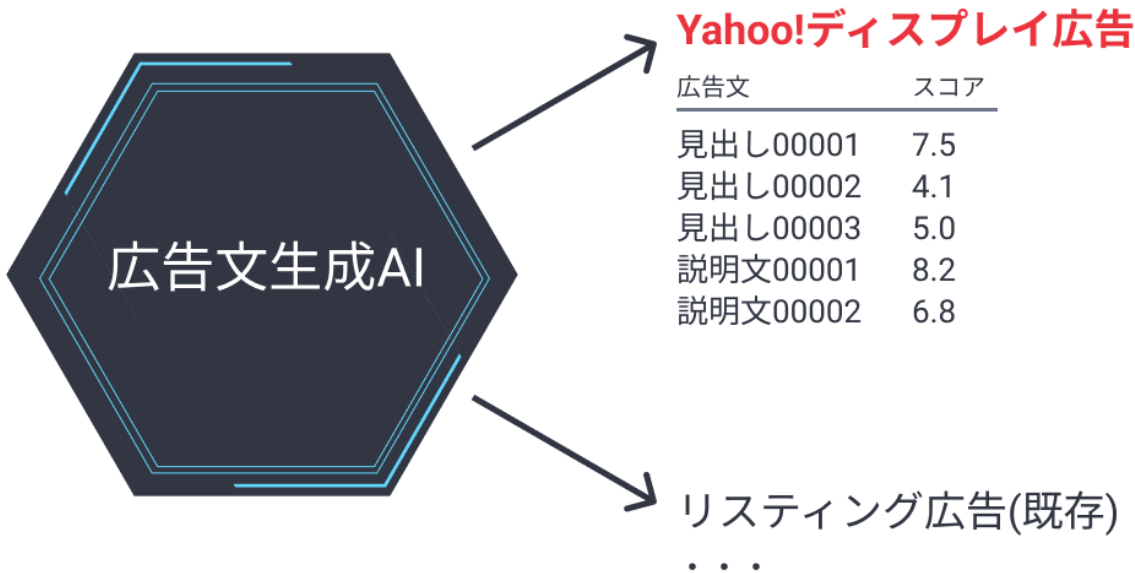 広告文生成AI
Yahoo!ディスプレイ広告
広告文 スコア
見出し00001 7.5
見出し00002 4.1
見出し00003 5.0
説明文00001 8.2
説明文00002 6.8
リスティング広告(既存)
・・・